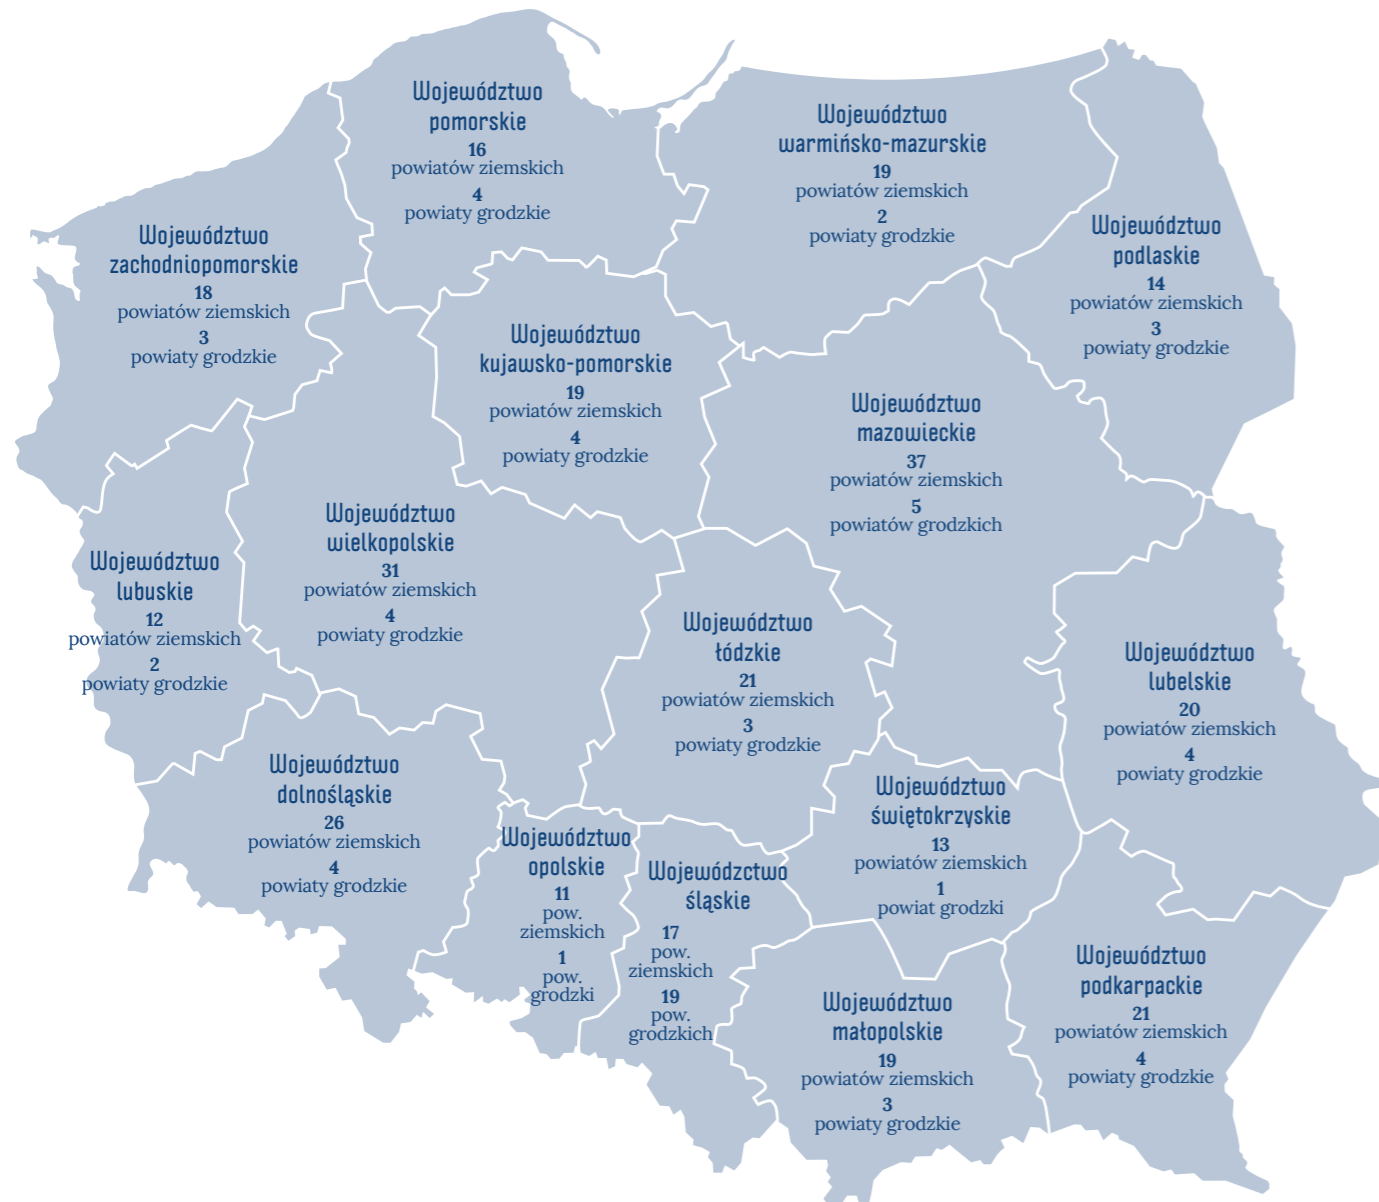 Województwo
pomorskie
16
powiatów ziemskich
4
powiaty grodzkie
Województwo
warmińsko-mazurskie
19
powiatów ziemskich
2
powiaty grodzkie
Województwo
podlaskie
14
powiatów ziemskich
3
powiaty grodzkie
Województwo
zachodniopomorskie
18
powiatów ziemskich
3
powiaty grodzkie
Województwo
kujawsko-pomorskie
19
powiatów ziemskich
4
powiaty grodzkie
Województwo
mazowieckie
37
powiatów ziemskich
5
powiatów grodzkich
Województwo
wielkopolskie
31
powiatów ziemskich
4
powiaty grodzkie
Województwo
lubuskie
12
powiatów ziemskich
2
powiaty grodzkie
Województwo
łódzkie
21
powiatów ziemskich
3
powiaty grodzkie
Województwo
lubelskie
20
powiatów ziemskich
4
powiaty grodzkie
Województwo
dolnośląskie
26
powiatów ziemskich
4
powiaty grodzkie
Województwo
opolskie
11
pow.
ziemskich
1
pow.
grodzki
Wojewódzctwo
śląskie
17
pow.
ziemskich
19
pow.
grodzkich
Województwo
świętokrzyskie
13
powiatów ziemskich
1
powiat grodzki
Województwo
małopolskie
19
powiatów ziemskich
3
powiaty grodzkie
Województwo
podkarpackie
21
powiatów ziemskich
4
powiaty grodzkie